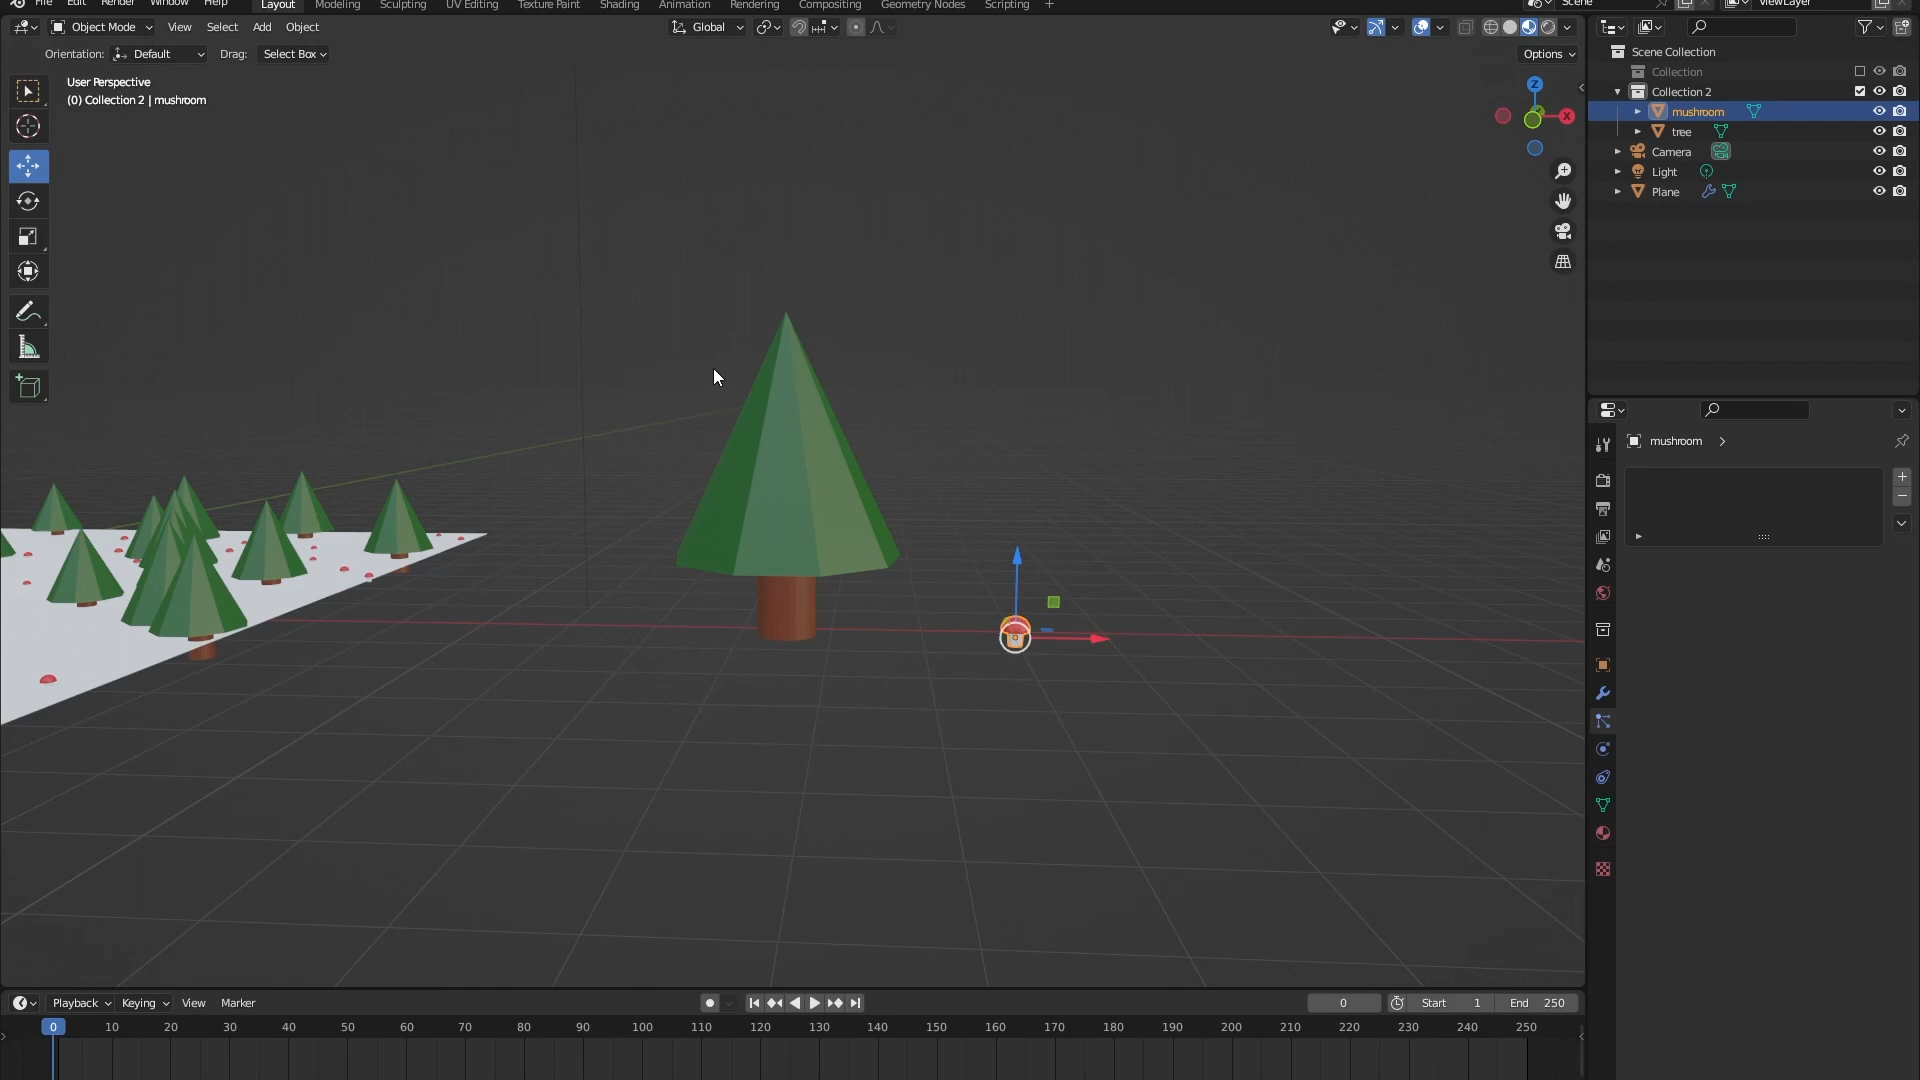 File Edit Render Window Help Layout Modeling Sculpting UV Editing Texture Paint Shading Animation Rendering Compositing Geometry Nodes Scripting + Scene ViewLayer
Object Mode View Select Add Object Global
Orientation: Default Drag: Select Box Options
User Perspective
(0) Collection 2 | mushroom
Z
X
Scene Collection
Collection
Collection 2
mushroom
tree
Camera
Light
Plane
mushroom
Playback Keying View Marker 0 Start 1 End 250
0 10 20 30 40 50 60 70 80 90 100 110 120 130 140 150 160 170 180 190 200 210 220 230 240 250